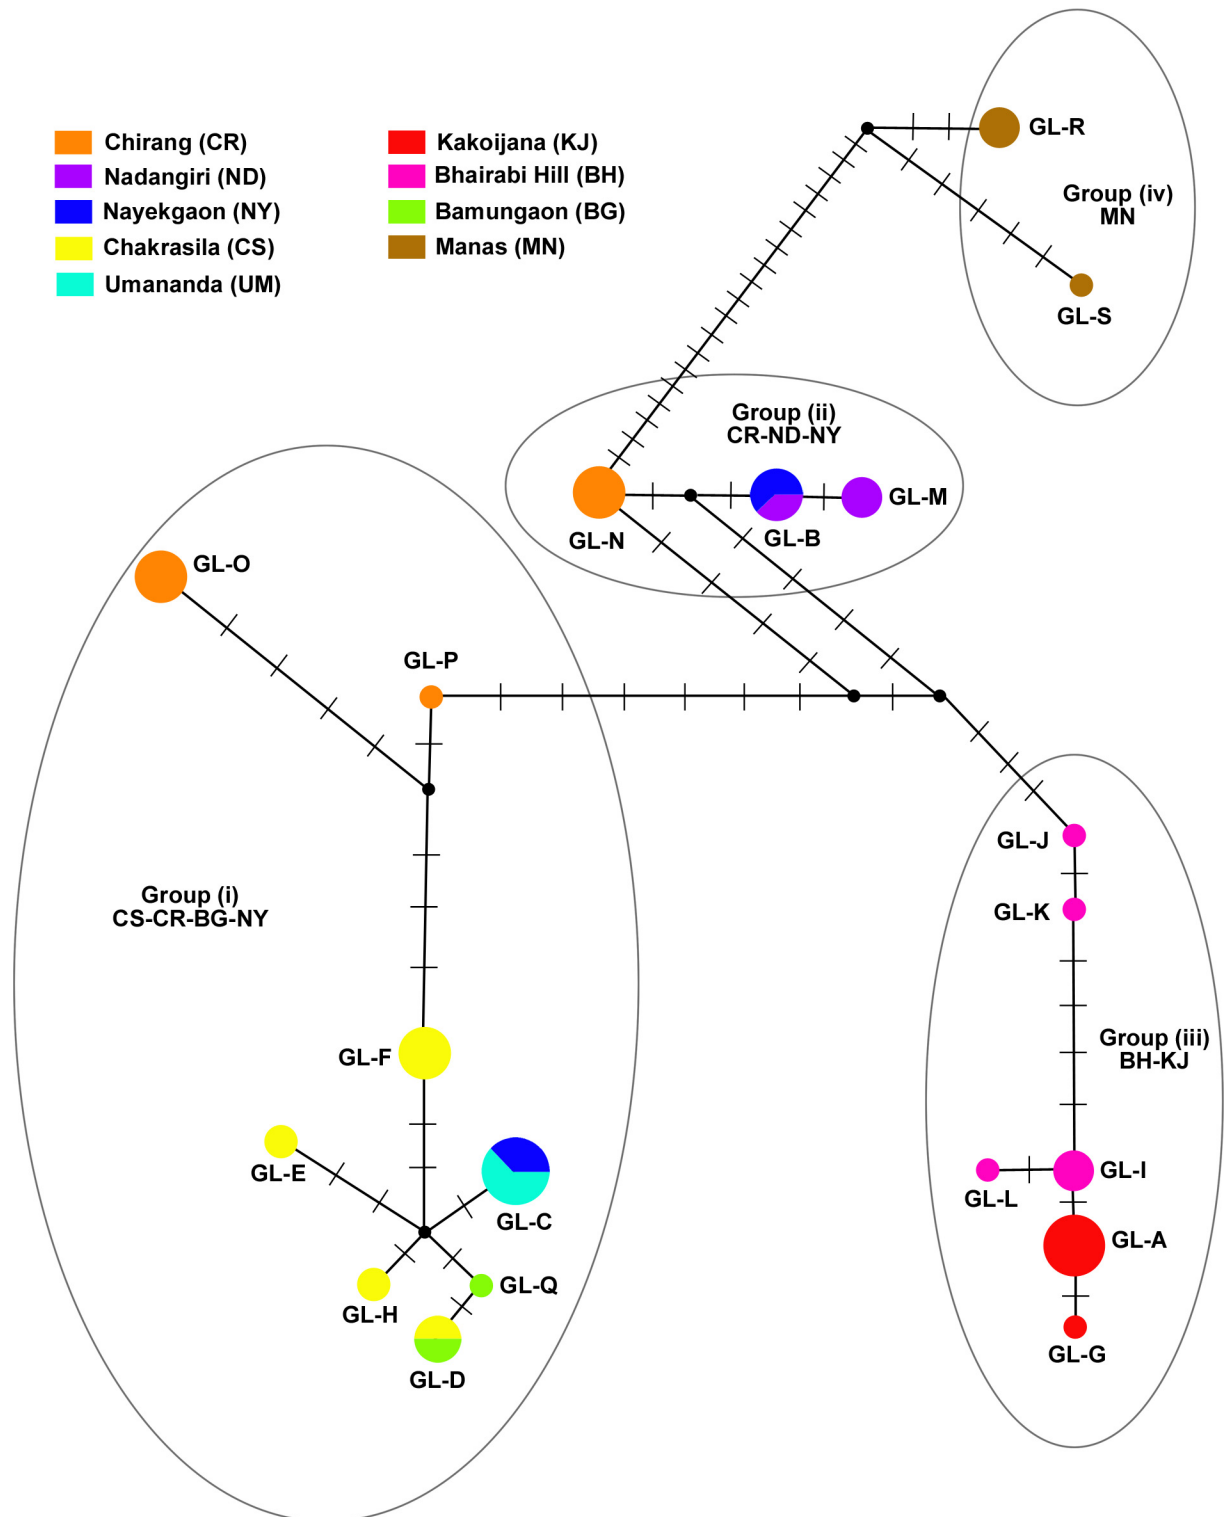 Chirang (CR)
Nadangiri (ND)
Nayekgaon (NY)
Chakrasila (CS)
Umananda (UM)
Kakoijana (KJ)
Bhairabi Hill (BH)
Bamungaon (BG)
Manas (MN)
GL-R
Group (iv)
MN
GL-S
Group (ii)
CR-ND-NY
GL-N
GL-B
GL-M
GL-O
GL-P
Group (i)
CS-CR-BG-NY
GL-F
GL-E
GL-C
GL-H
GL-Q
GL-D
GL-J
GL-K
Group (iii)
BH-KJ
GL-L
GL-I
GL-A
GL-G